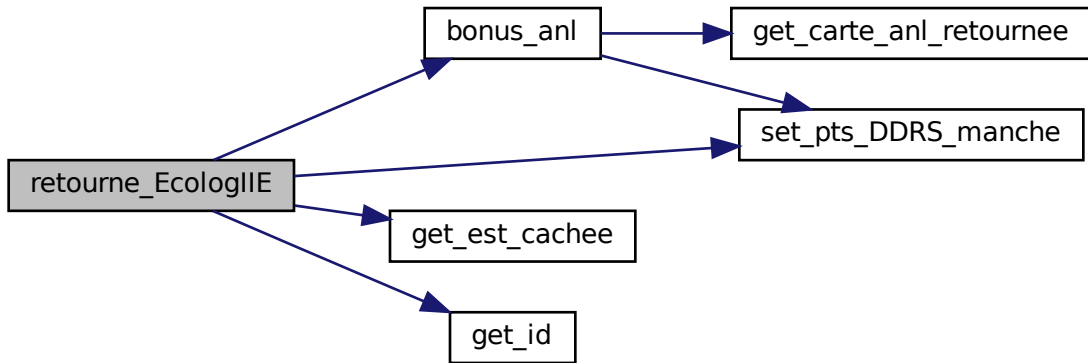 bonus_anl
get_carte_anl_retournee
set_pts_DDRS_manche
retourne_EcologIIE
get_est_cachee
get_id